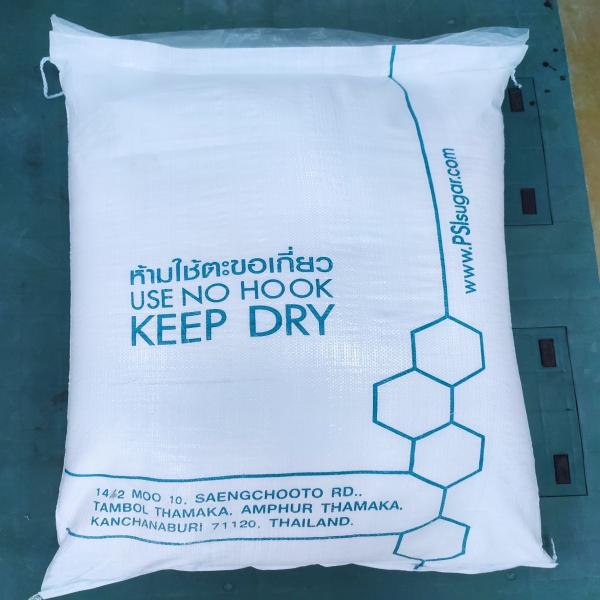 www.PSIsugar.com
ห้ามใช้ตะขอเกี่ยว
USE NO HOOK
KEEP DRY
14/2 MOO 10, SAENGCHOOTO RD.,
TAMBOL THAMAKA, AMPHUR THAMAKA,
KANCHANABURI 71120, THAILAND.